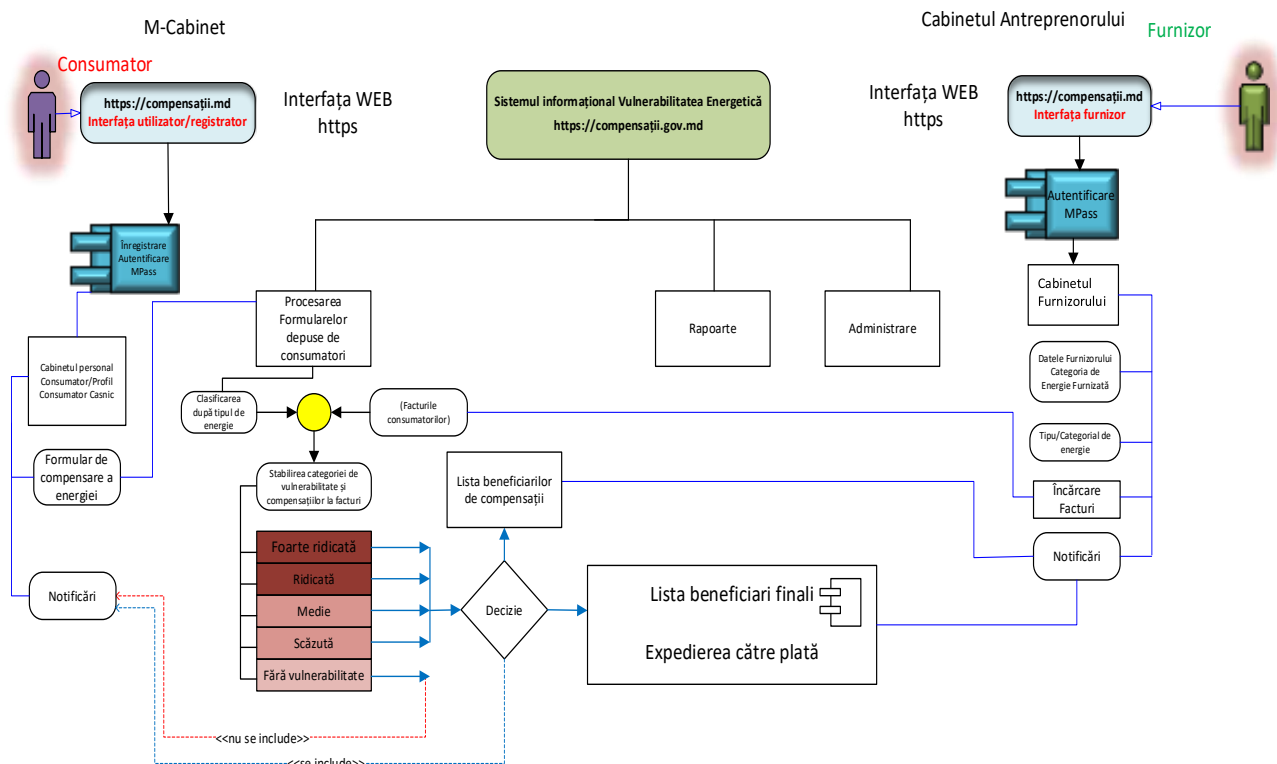 M-Cabinet
Cabinetul Antreprenorului
Consumator
Furnizor
https://compensații.md
Interfața utilizator/registrator
Interfața WEB
https
Sistemul informațional Vulnerabilitatea Energetică
https://compensații.gov.md
Interfața WEB
https
https://compensații.md
Interfața furnizor
Înregistrare
Autentificare
MPass
Autentificare
MPass
Cabinetul
Furnizorului
Procesarea
Formularelor
depuse de
consumatori
Rapoarte
Administrare
Cabinetul personal
Consumator/Profil
Consumator Casnic
Datele Furnizorului
Categoria de
Energie Furnizată
Clasificarea
după tipul de
energie
(Facturile
consumatorilor)
Tipu/Categorial de
energie
Formular de
compensare a
energiei
Stabilirea categoriei de
vulnerabilitate și
compensațiilor la facturi
Lista beneficiarilor
de compensații
Încărcare
Facturi
Foarte ridicată
Ridicată
Medie
Scăzută
Fără vulnerabilitate
Notificări
Decizie
Lista beneficiari finali
Expedierea către plată
Notificări
<<nu se include>>
<<se include>>